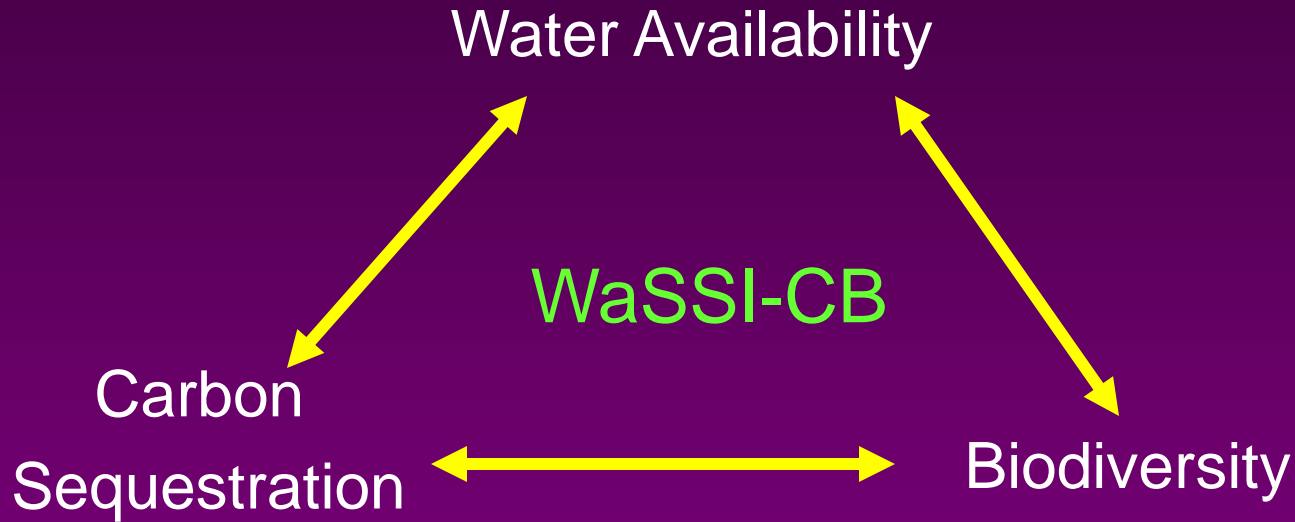 Water Availability
WaSSI-CB
Carbon
Sequestration
Biodiversity